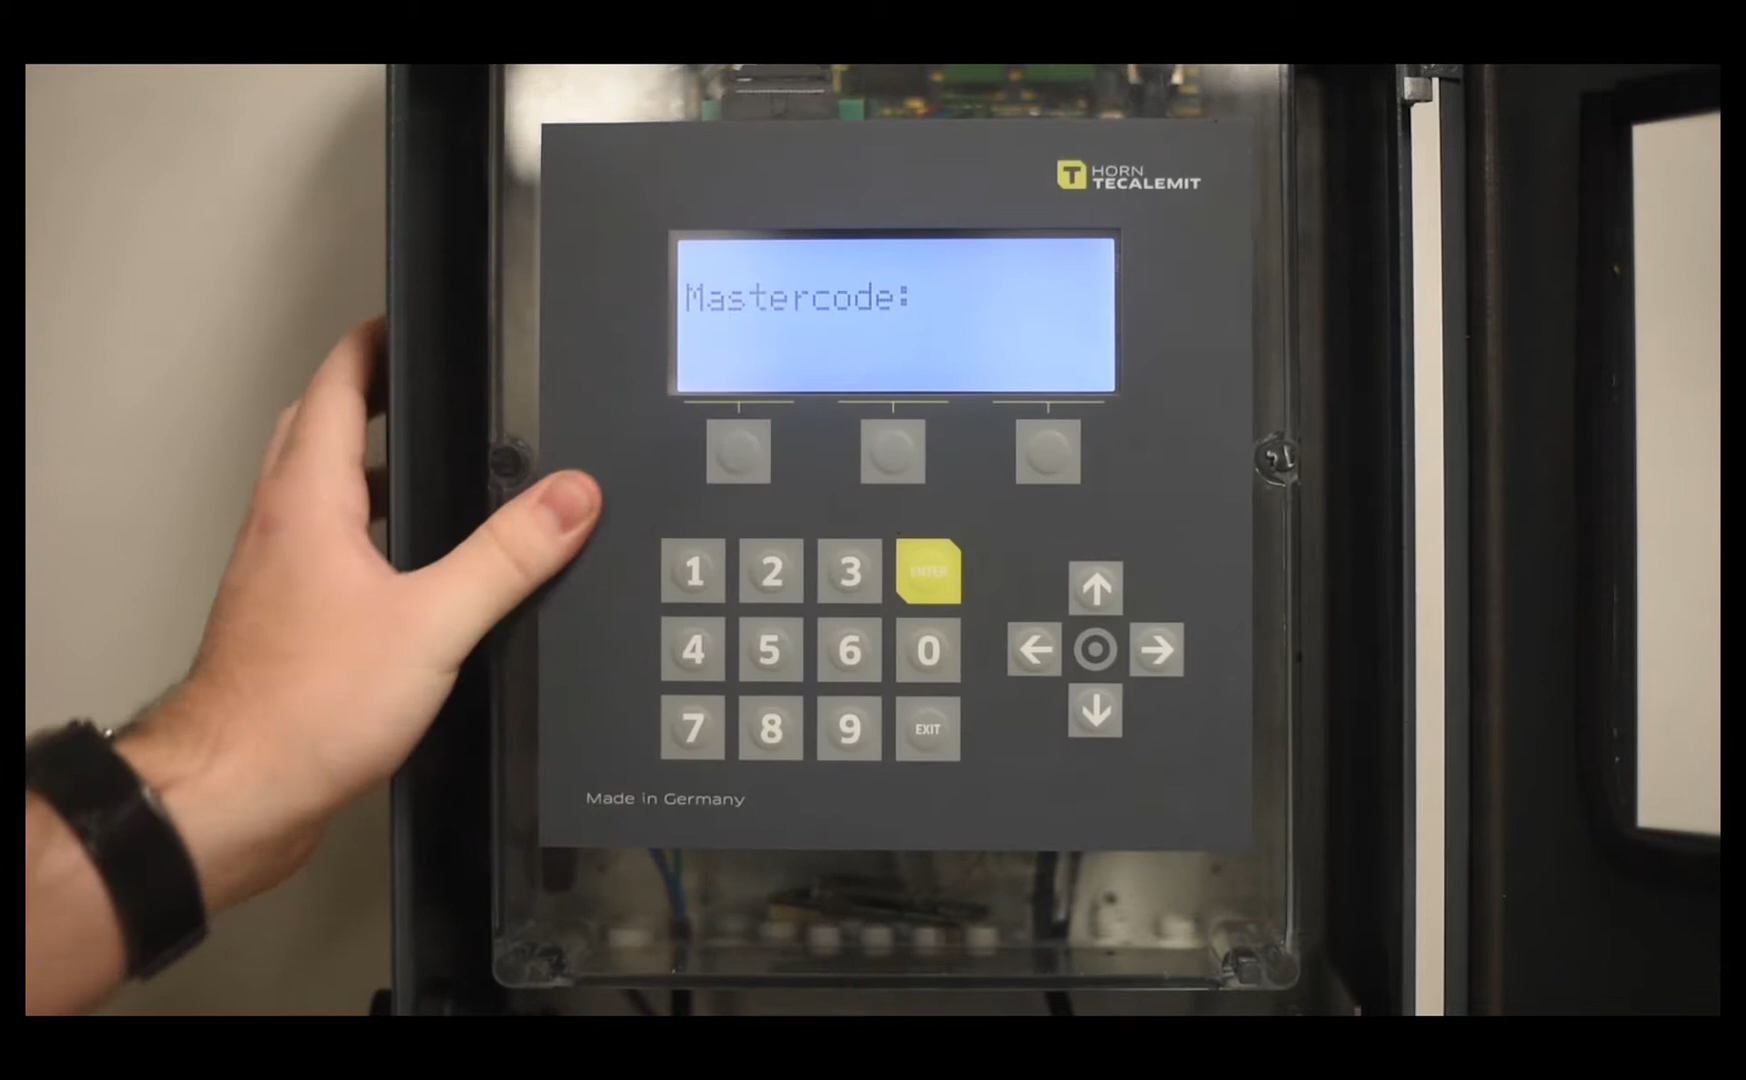 T HORN
TECALEMIT
Mastercode:
1 2 3 ENTER
4 5 6 0
7 8 9 EXIT
Made in Germany